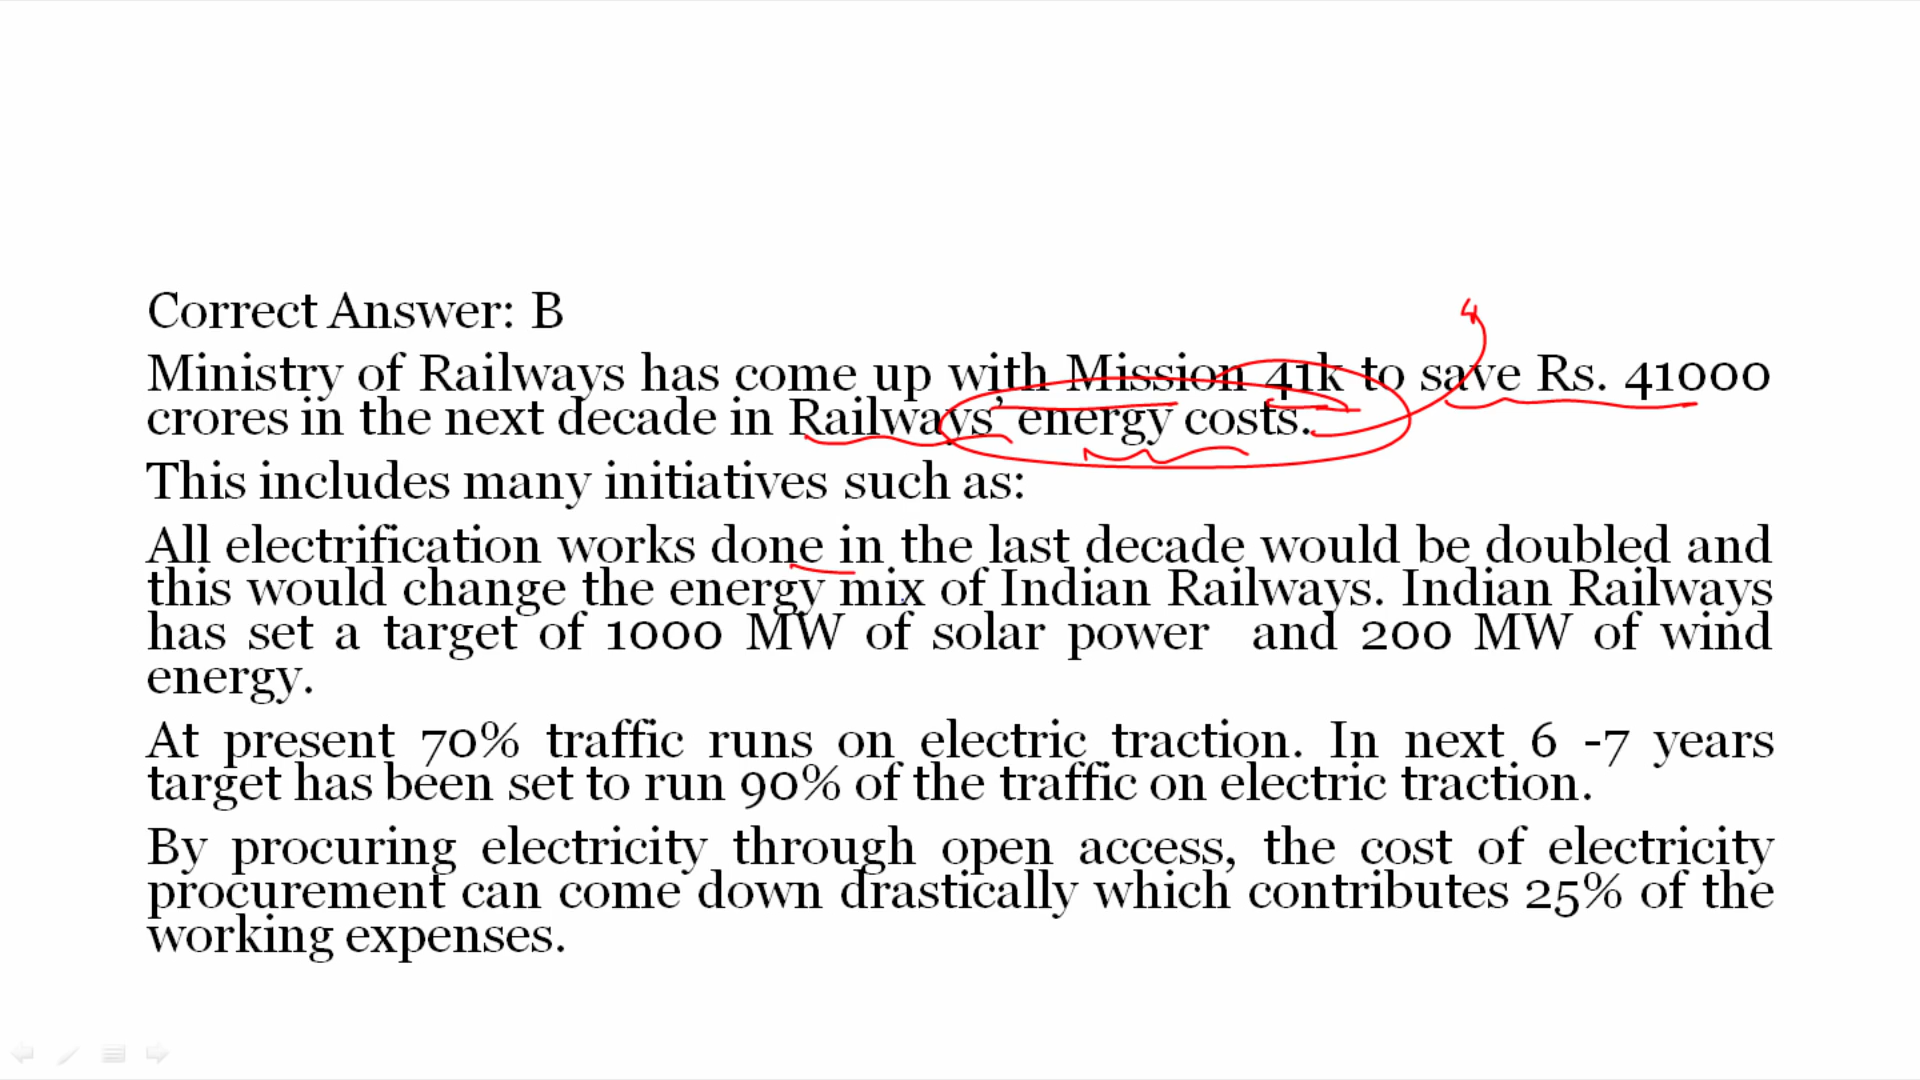 Correct Answer: B
Ministry of Railways has come up with Mission 41k to save Rs. 41000
crores in the next decade in Railways’ energy costs.
This includes many initiatives such as:
All electrification works done in the last decade would be doubled and
this would change the energy mix of Indian Railways. Indian Railways
has set a target of 1000 MW of solar power and 200 MW of wind
energy.
At present 70% traffic runs on electric traction. In next 6 -7 years
target has been set to run 90% of the traffic on electric traction.
By procuring electricity through open access, the cost of electricity
procurement can come down drastically which contributes 25% of the
working expenses.